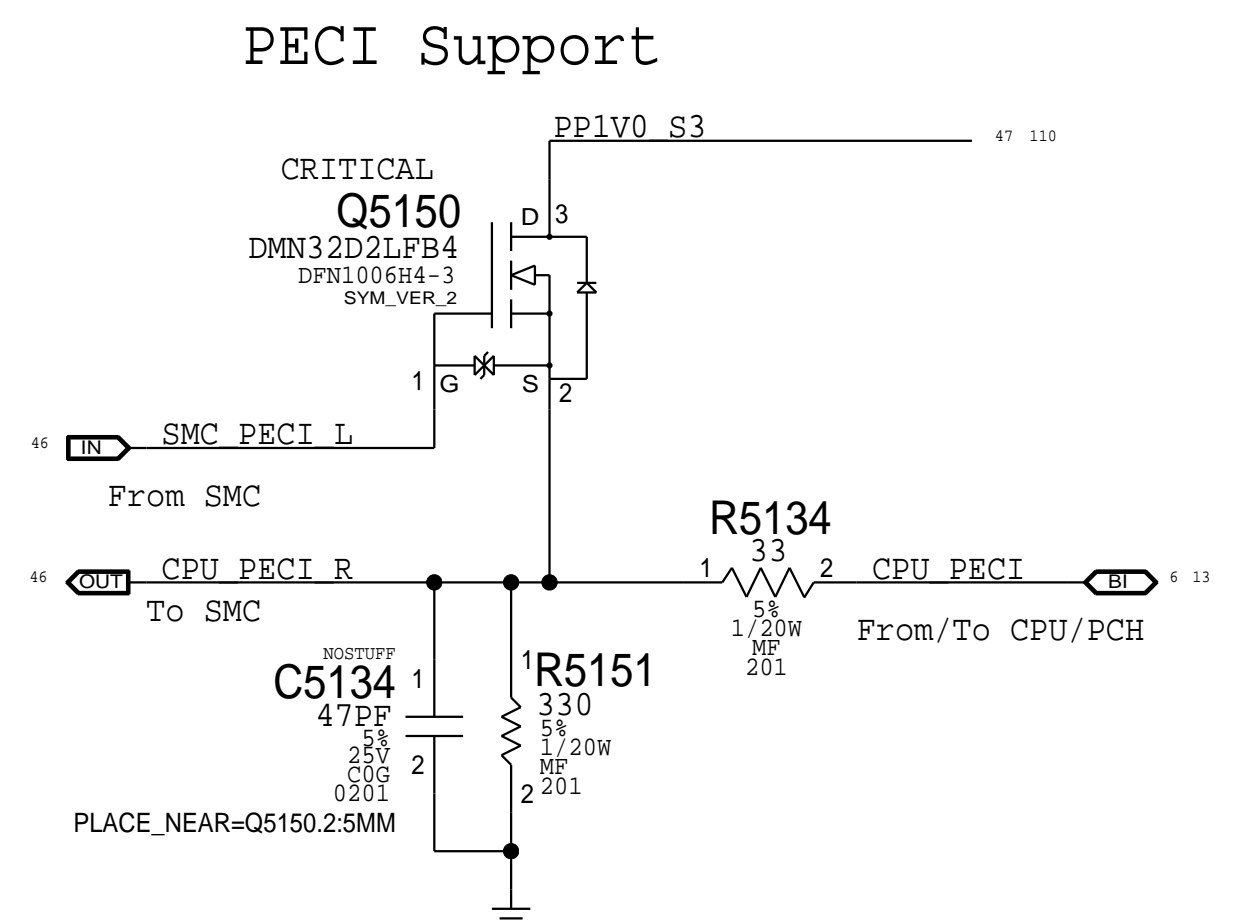 PECI Support
PP1V0_S3
47 110
CRITICAL
Q5150
DMN32D2LFB4
DFN1006H4-3
SYM_VER_2
D 3
1 G
S 2
46 IN SMC_PECI_L
From SMC
46 OUT CPU_PECI_R
To SMC
R5134
33
1 2
5%
1/20W
MF
201
CPU_PECI BI 6 13
From/To CPU/PCH
NOSTUFF
C5134
47PF
5%
25V
C0G
0201
1
2
PLACE_NEAR=Q5150.2:5MM
1
R5151
330
5%
1/20W
MF
201
2